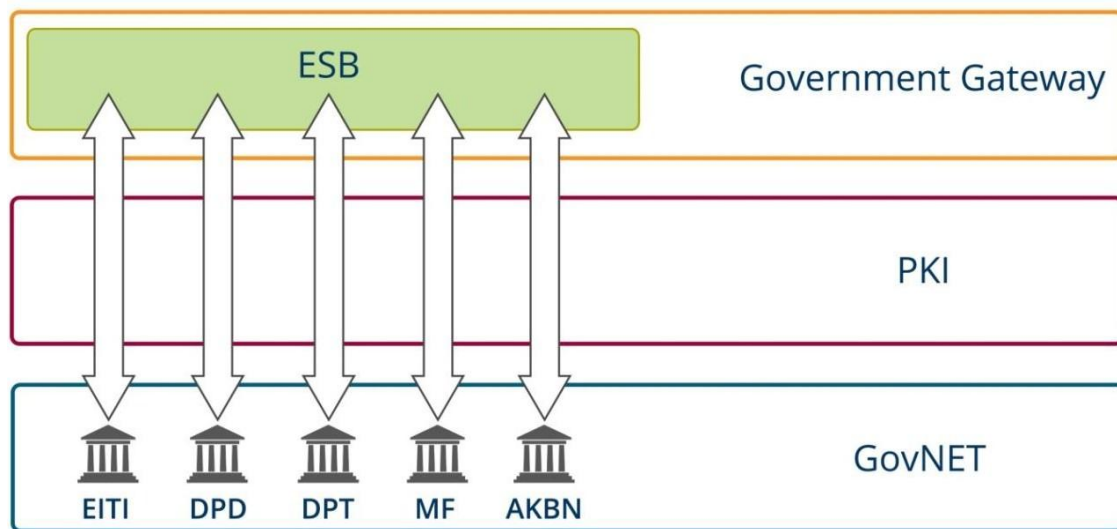 ESB
Government Gateway
PKI
GovNET
EITI
DPD
DPT
MF
AKBN